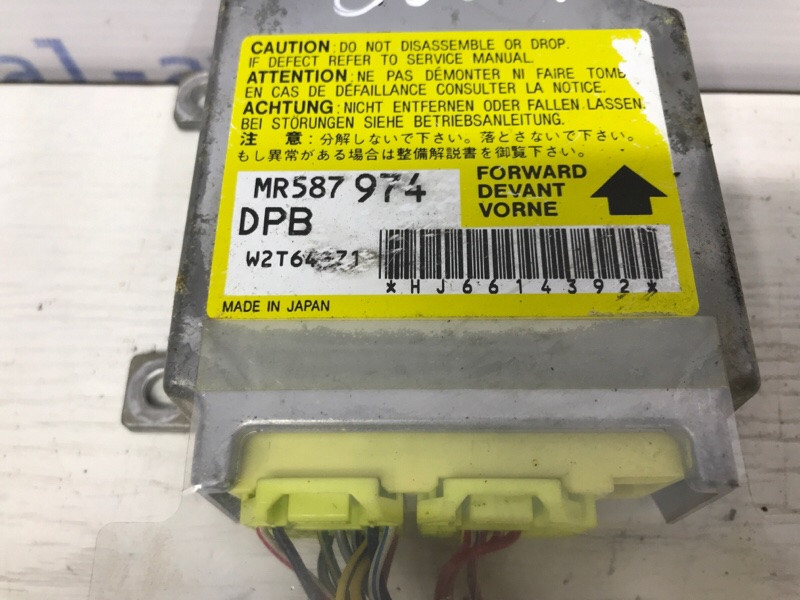 CAUTION: DO NOT DISASSEMBLE OR DROP.
IF DEFECT REFER TO SERVICE MANUAL.
ATTENTION: NE PAS DÉMONTER NI FAIRE
EN CAS DE DÉFAILLANCE CONSULTER LA NOTICE.
ACHTUNG: NICHT ENTFERNEN ODER FALLEN LASSEN.
BEI STÖRUNGEN SIEHE BETRIEBSANLEITUNG.
注 意:分解しないで下さい。落とさないで下さい。
もし異常がある場合は整備解説書を御覧下さい。
MR587 974
DPB
FORWARD
DEVANT
VORNE
*HJ6614392*
MADE IN JAPAN